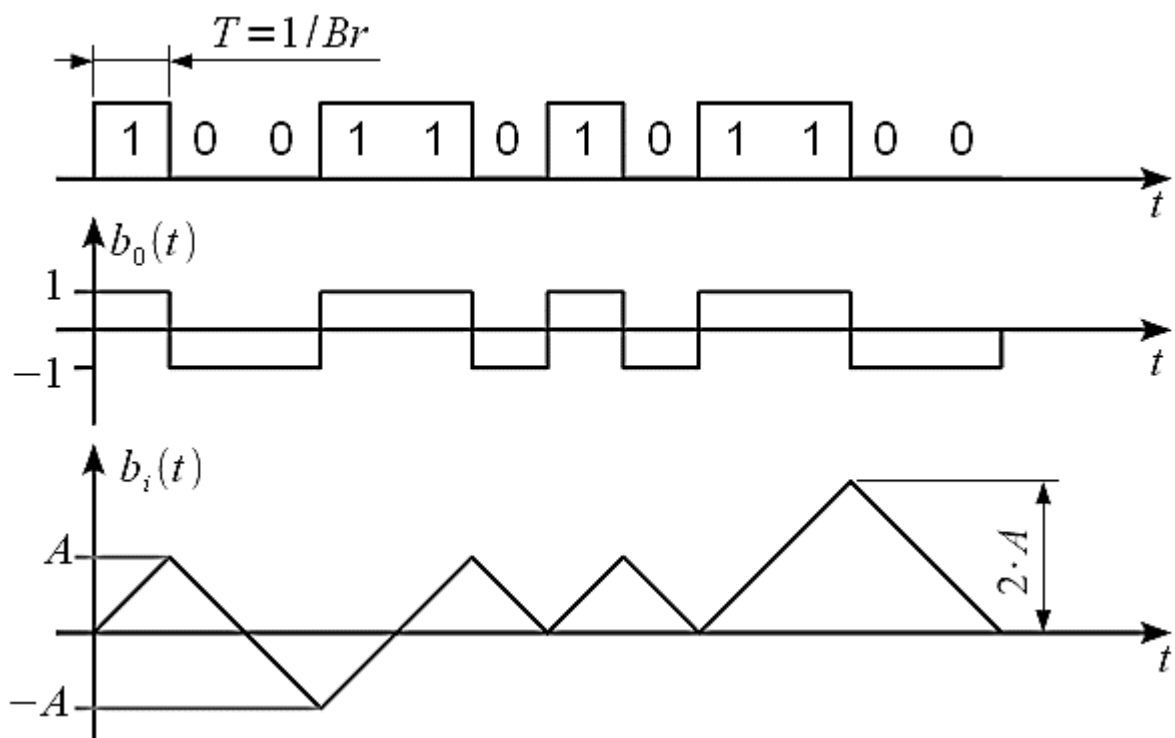 T=1/Br
1 0 0 1 1 0 1 0 1 1 0 0
t
b₀(t)
1
−1
t
bᵢ(t)
A
2·A
−A
t